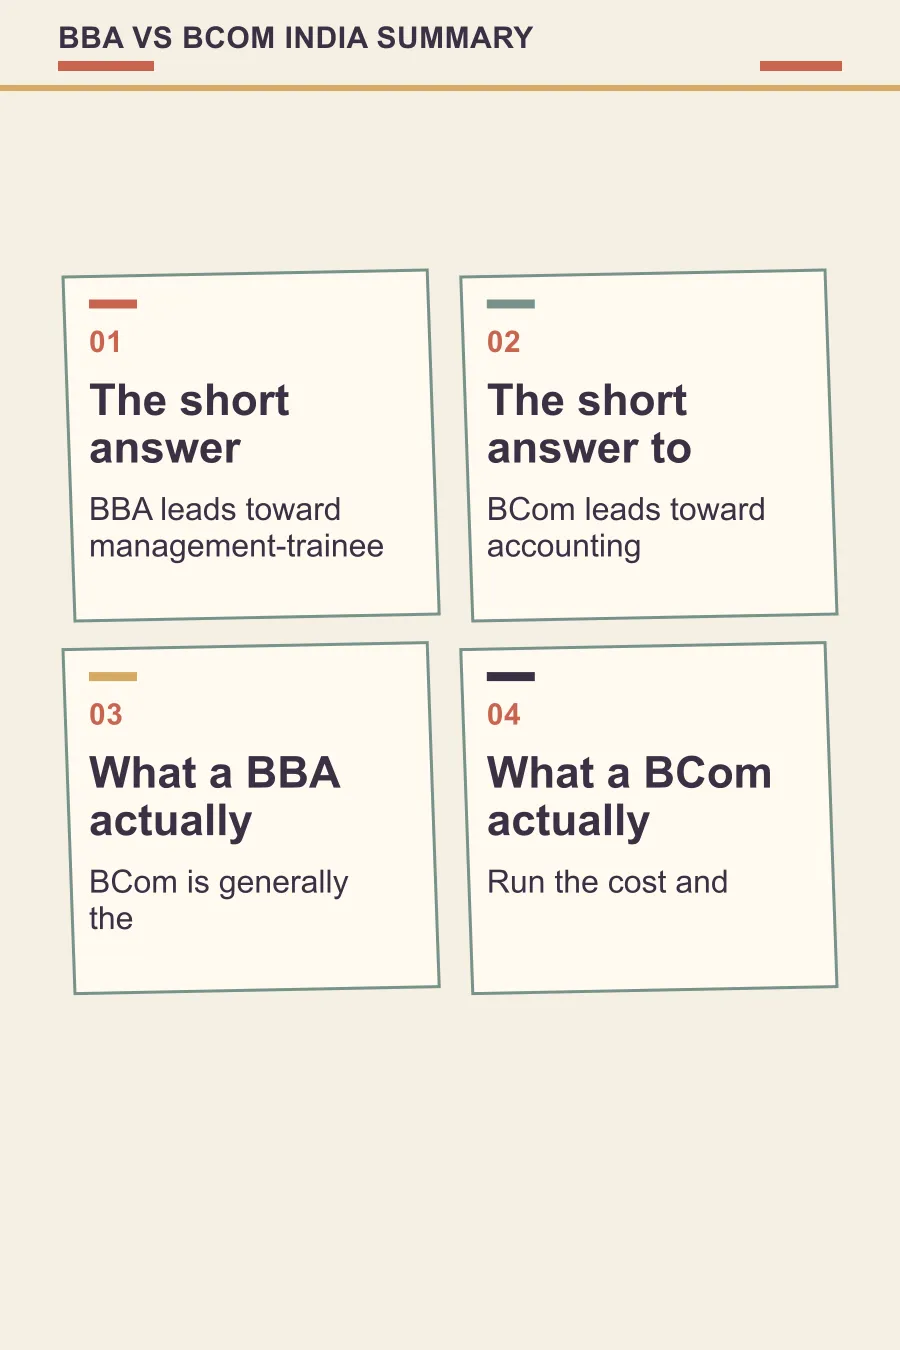 BBA VS BCOM INDIA SUMMARY
01
The short
answer
BBA leads toward
management-trainee
02
The short
answer to
BCom leads toward
accounting
03
What a BBA
actually
BCom is generally
the
04
What a BCom
actually
Run the cost and